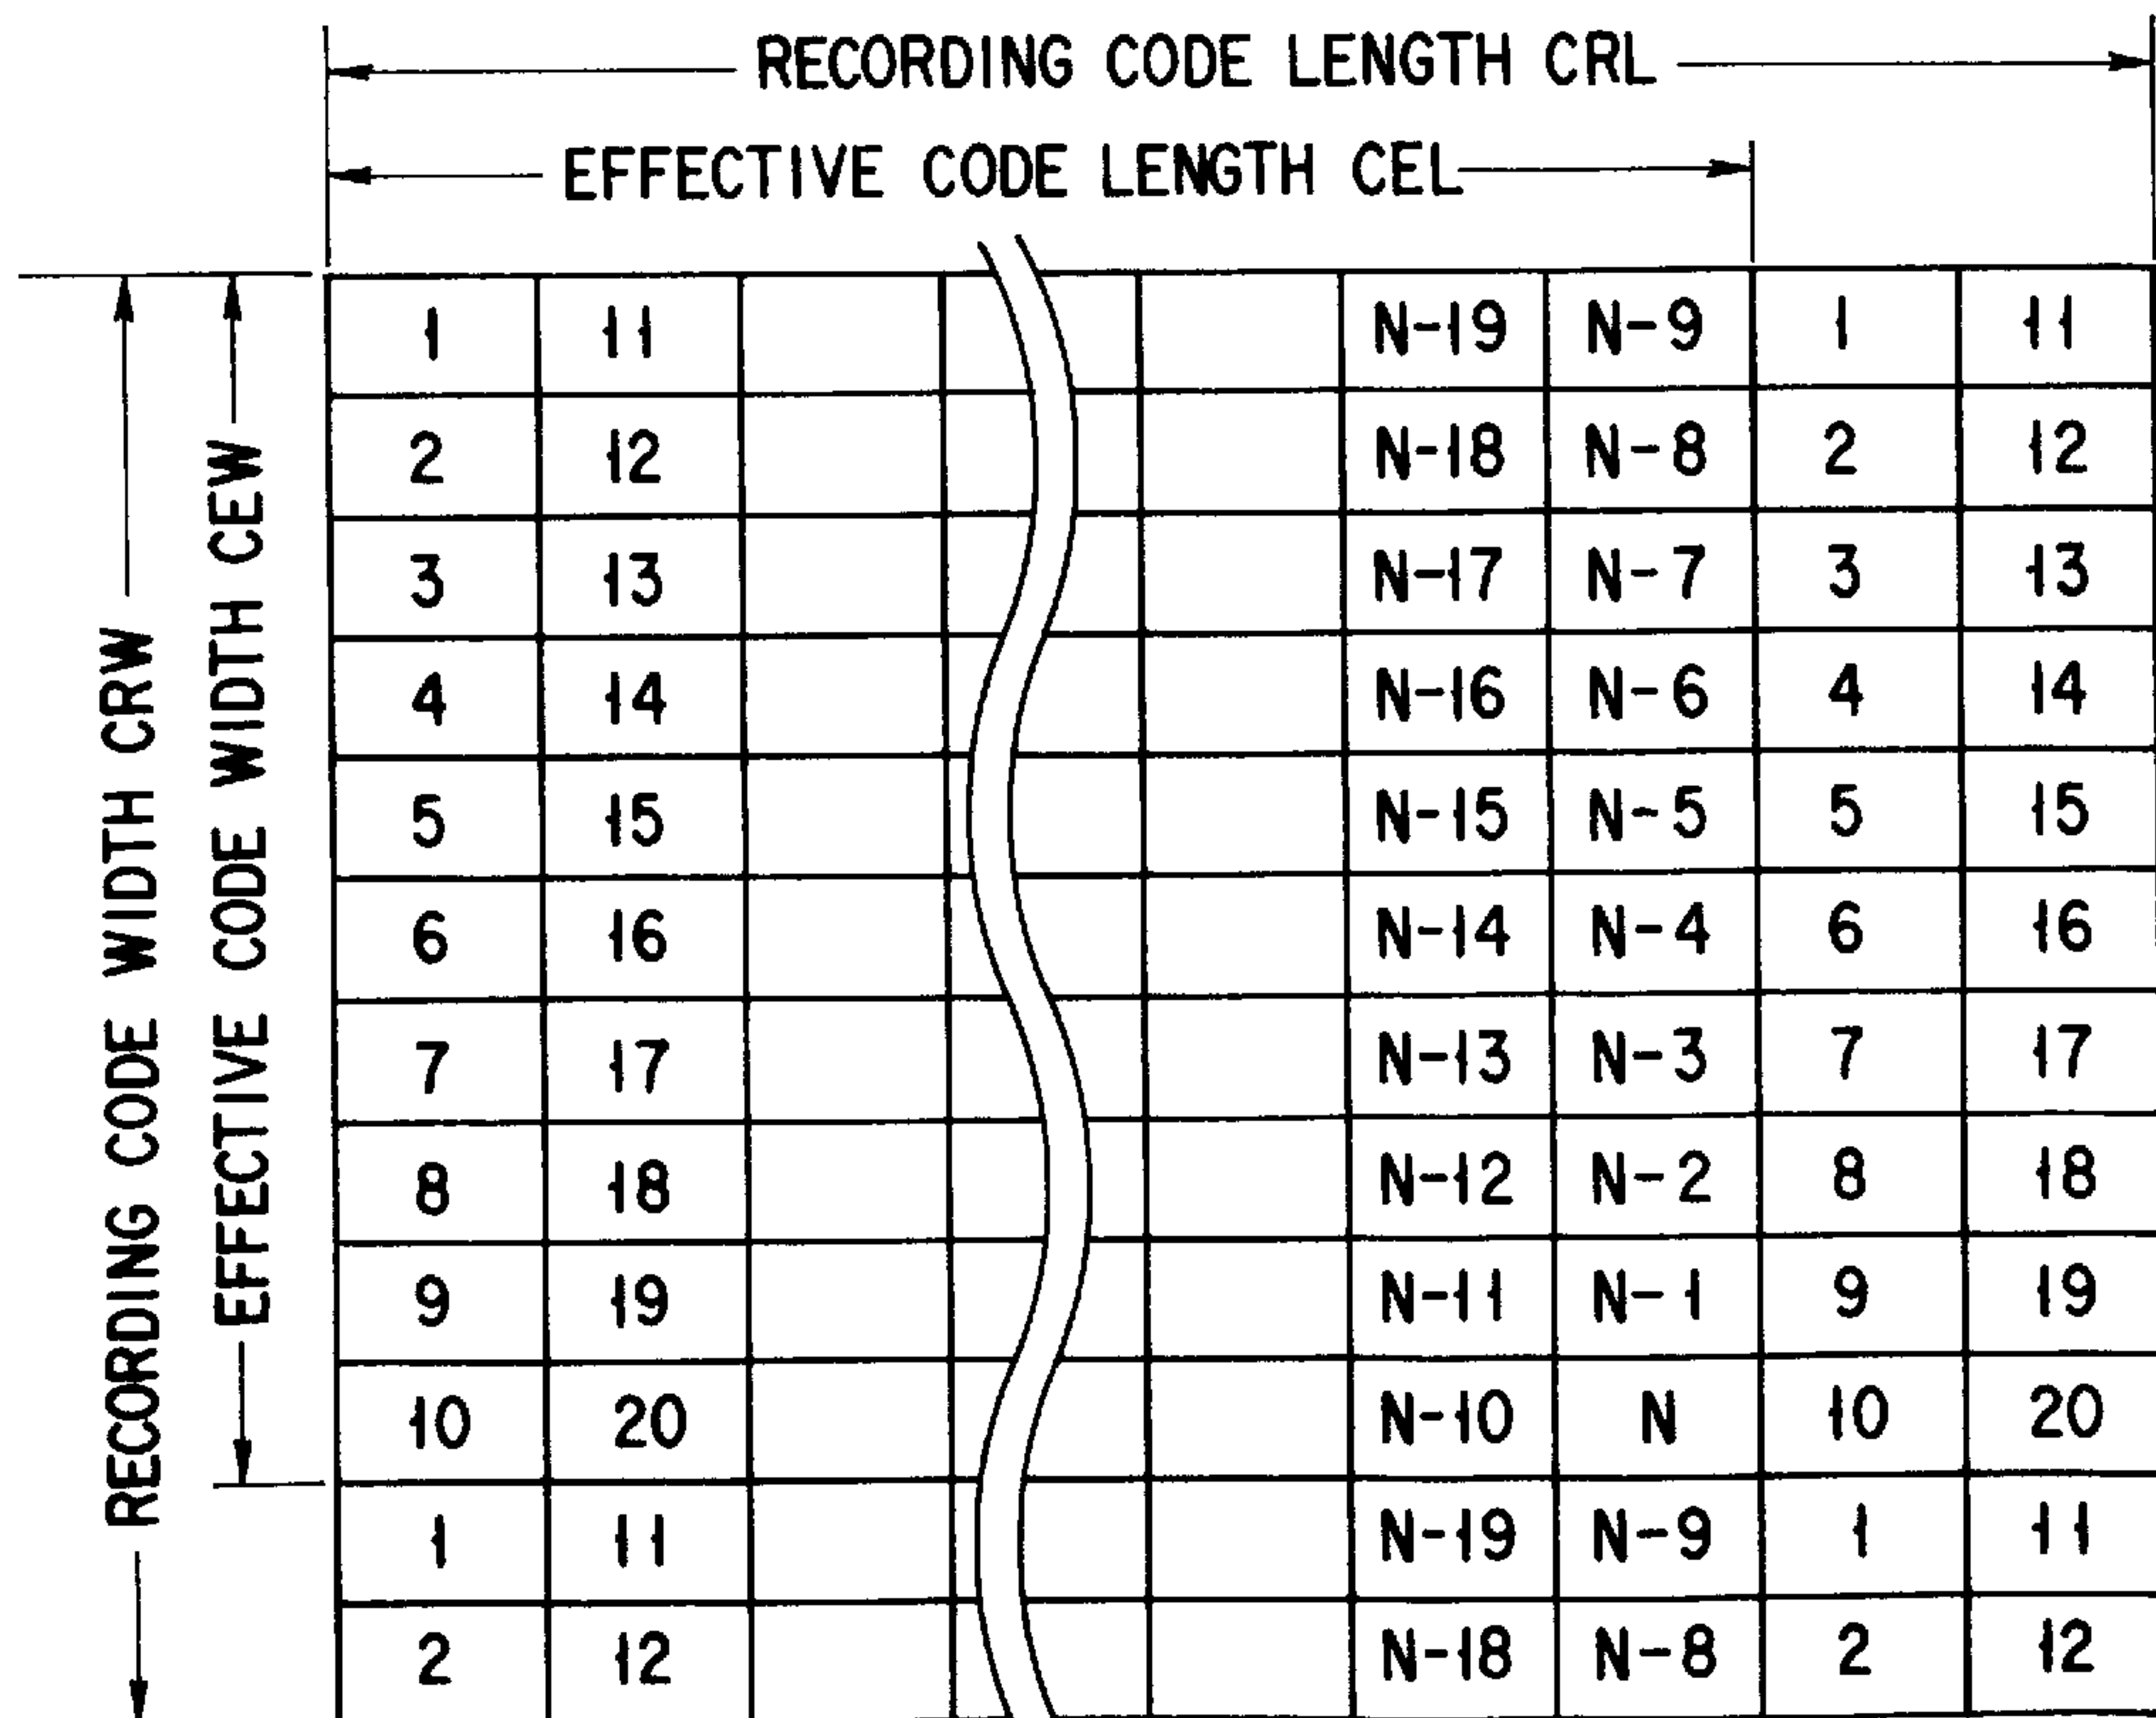 RECORDING CODE LENGTH CRL
EFFECTIVE CODE LENGTH CEL
RECORDING CODE WIDTH CRW
EFFECTIVE CODE WIDTH CEW
1 11 N-19 N-9 1 11
2 12 N-18 N-8 2 12
3 13 N-17 N-7 3 13
4 14 N-16 N-6 4 14
5 15 N-15 N-5 5 15
6 16 N-14 N-4 6 16
7 17 N-13 N-3 7 17
8 18 N-12 N-2 8 18
9 19 N-11 N-1 9 19
10 20 N-10 N 10 20
1 11 N-19 N-9 1 11
2 12 N-18 N-8 2 12